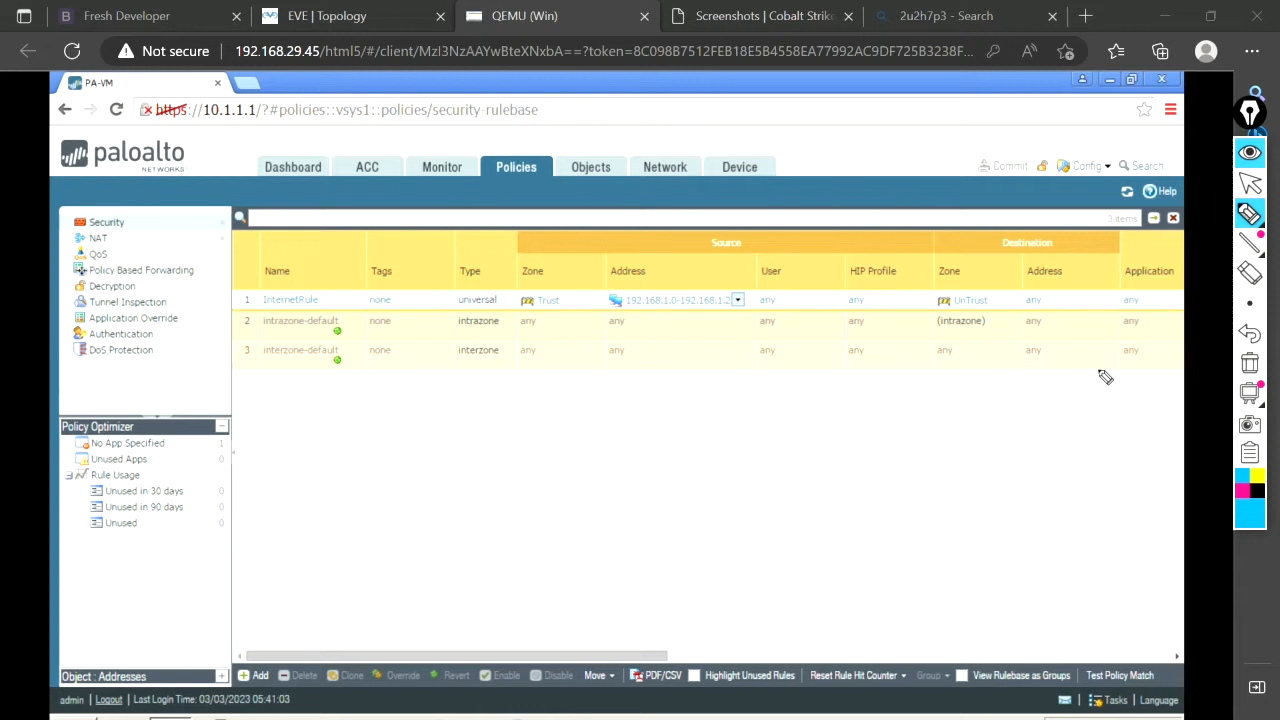 Fresh Developer
EVE | Topology
QEMU (Win)
Screenshots | Cobalt Strik
2u2h7p3 - Search
Not secure
192.168.29.45/html5/#/client/MzI3NzAAYwBteXNxbA==?token=8C098B7512FEB18E5B4558EA77992AC9DF725B3238F...
PA-VM
https://10.1.1.1/?#policies::vsys1::policies/security-rulebase
paloalto
NETWORKS
Dashboard
ACC
Monitor
Policies
Objects
Network
Device
Commit
Config
Search
Help
Security
NAT
QoS
Policy Based Forwarding
Decryption
Tunnel Inspection
Application Override
Authentication
DoS Protection
3 items
Source
Destination
Name Tags Type Zone Address User HIP Profile Zone Address Application
1 InternetRule none universal Trust 192.168.1.0-192.168.1.2 any any UnTrust any any
2 intrazone-default none intrazone any any any any (intrazone) any any
3 interzone-default none interzone any any any any any any any
Policy Optimizer
No App Specified 1
Unused Apps 0
Rule Usage
Unused in 30 days 0
Unused in 90 days 0
Unused 0
Object : Addresses
Add Delete Clone Override Revert Enable Disable Move PDF/CSV Highlight Unused Rules Reset Rule Hit Counter Group View Rulebase as Groups Test Policy Match
admin | Logout | Last Login Time: 03/03/2023 05:41:03
Tasks | Language